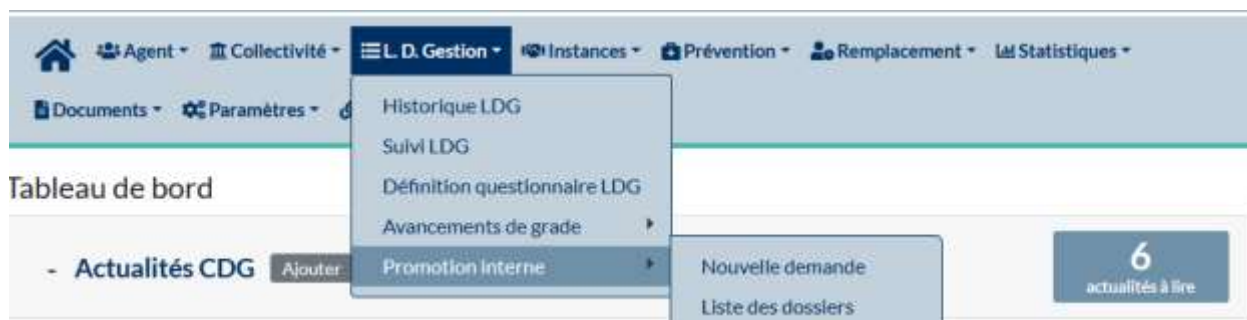 Agent Collectivité L. D. Gestion Instances Prévention Remplacement Statistiques
Documents Paramètres
Historique LDG
Suivi LDG
Définition questionnaire LDG
Avancements de grade
Promotion interne
Nouvelle demande
Liste des dossiers
Tableau de bord
- Actualités CDG Ajouter
6
actualités à lire